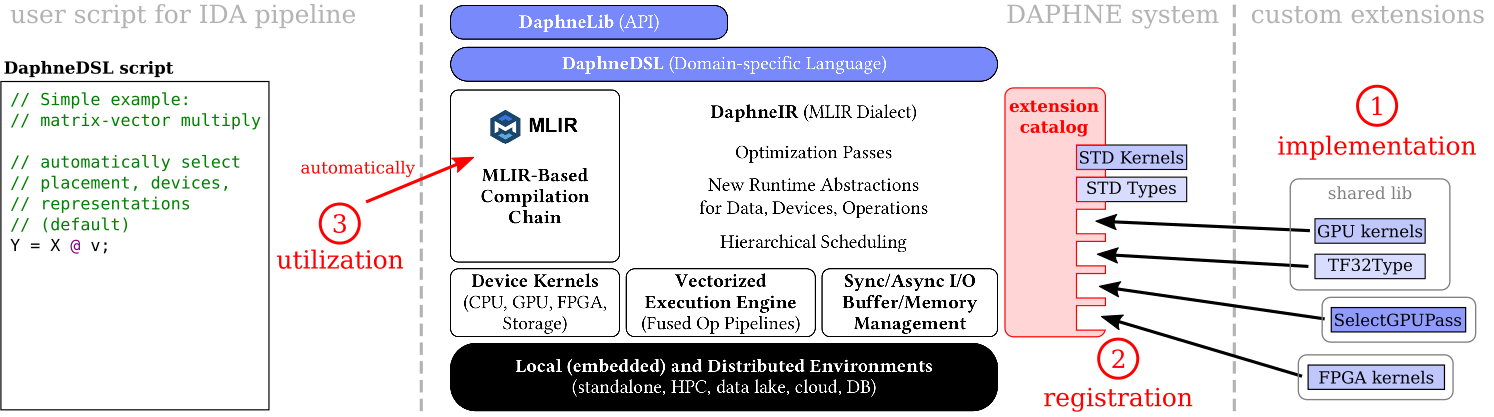 user script for IDA pipeline
DaphneDSL script
// Simple example:
// matrix-vector multiply
// automatically select
// placement, devices,
// representations
// (default)
Y = X @ v;
automatically
3
utilization
DAPHNE system
DaphneLib (API)
DaphneDSL (Domain-specific Language)
MLIR
MLIR-Based
Compilation
Chain
DaphneIR (MLIR Dialect)
Optimization Passes
New Runtime Abstractions
for Data, Devices, Operations
Hierarchical Scheduling
Device Kernels
(CPU, GPU, FPGA,
Storage)
Vectorized
Execution Engine
(Fused Op Pipelines)
Sync/Async I/O
Buffer/Memory
Management
Local (embedded) and Distributed Environments
(standalone, HPC, data lake, cloud, DB)
extension
catalog
STD Kernels
STD Types
2
registration
custom extensions
1
implementation
shared lib
GPU kernels
TF32Type
SelectGPUPass
FPGA kernels